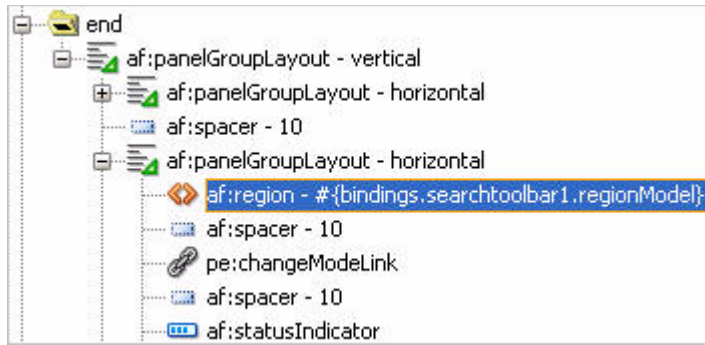 end
af:panelGroupLayout - vertical
af:panelGroupLayout - horizontal
af:spacer - 10
af:panelGroupLayout - horizontal
af:region - #{bindings.searchtoolbar1.regionModel}
af:spacer - 10
pe:changeModeLink
af:spacer - 10
af:statusIndicator